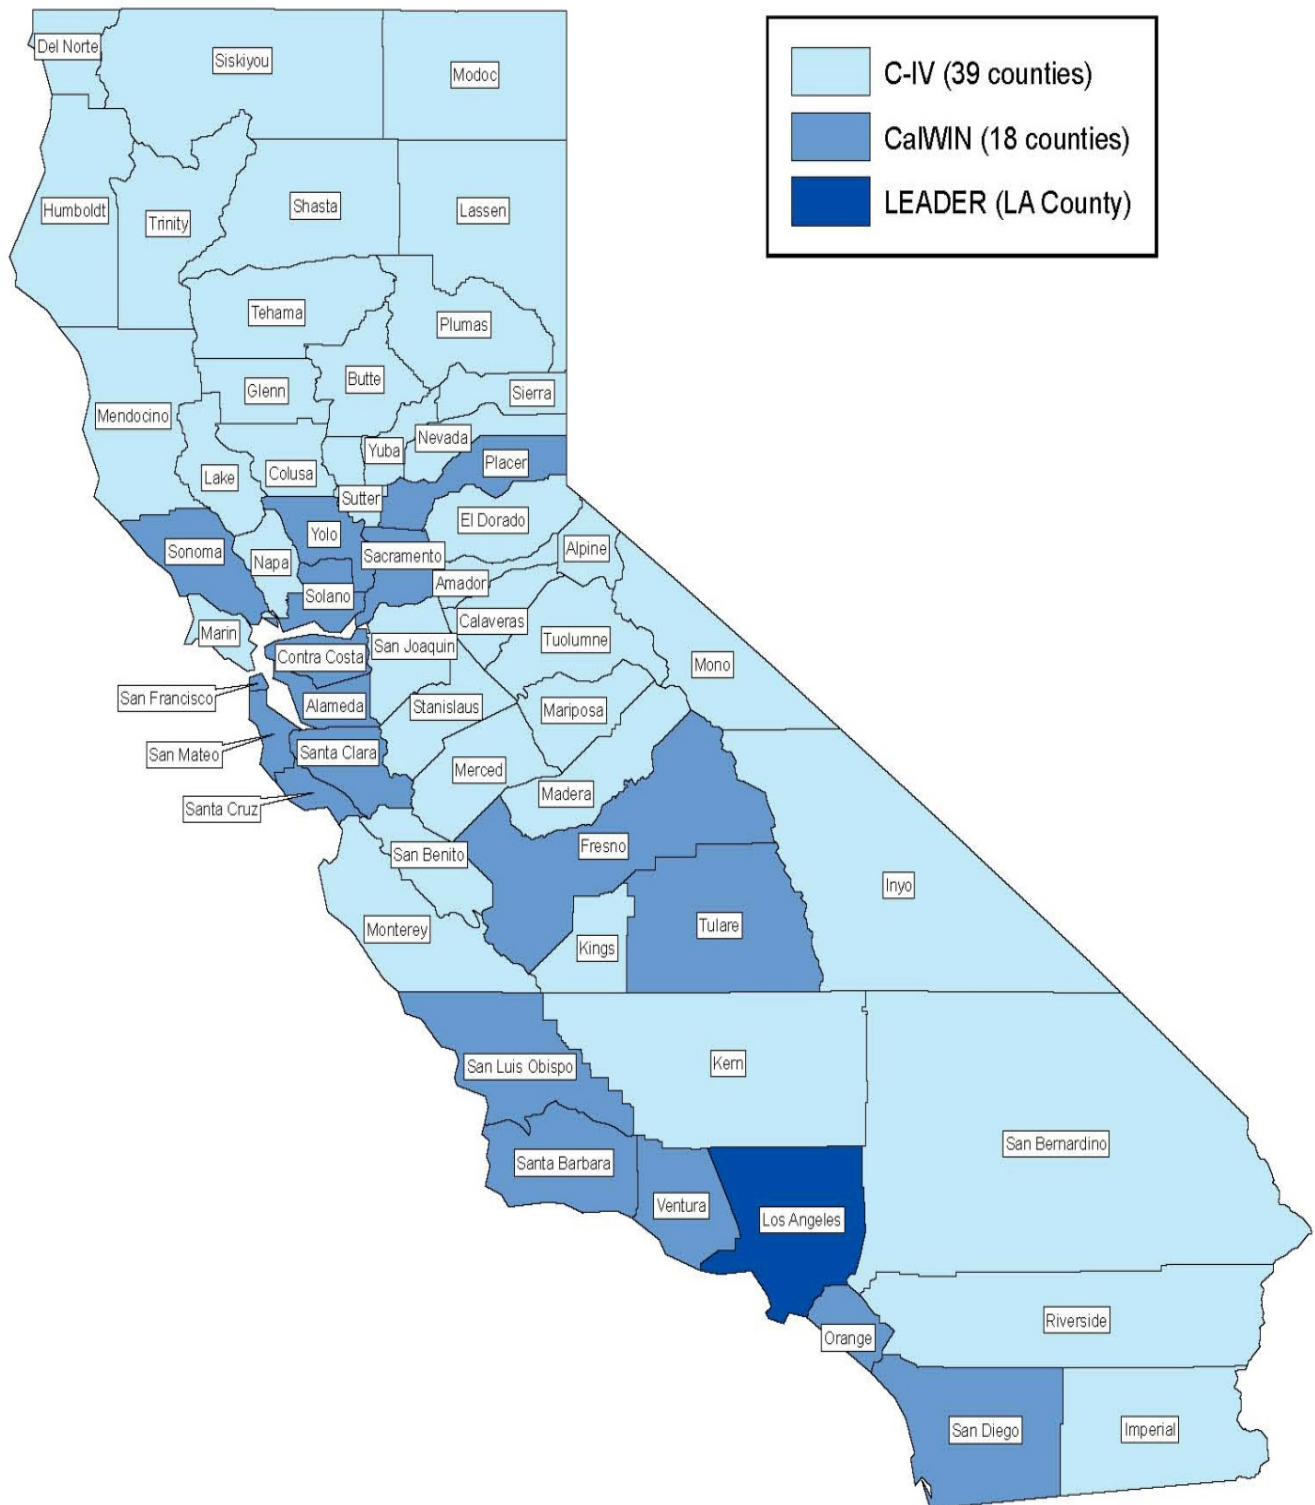 Del Norte
Siskiyou
Modoc
C-IV (39 counties)
CalWIN (18 counties)
LEADER (LA County)
Humboldt
Trinity
Shasta
Lassen
Tehama
Plumas
Glenn
Butte
Sierra
Mendocino
Nevada
Yuba
Placer
Lake
Colusa
Sutter
El Dorado
Sonoma
Yolo
Napa
Sacramento
Alpine
Solano
Amador
Calaveras
Marin
San Joaquin
Tuolumne
Contra Costa
Mono
San Francisco
Alameda
Stanislaus
Mariposa
San Mateo
Santa Clara
Merced
Madera
Santa Cruz
San Benito
Fresno
Inyo
Monterey
Kings
Tulare
San Luis Obispo
Kern
San Bernardino
Santa Barbara
Ventura
Los Angeles
Riverside
Orange
San Diego
Imperial